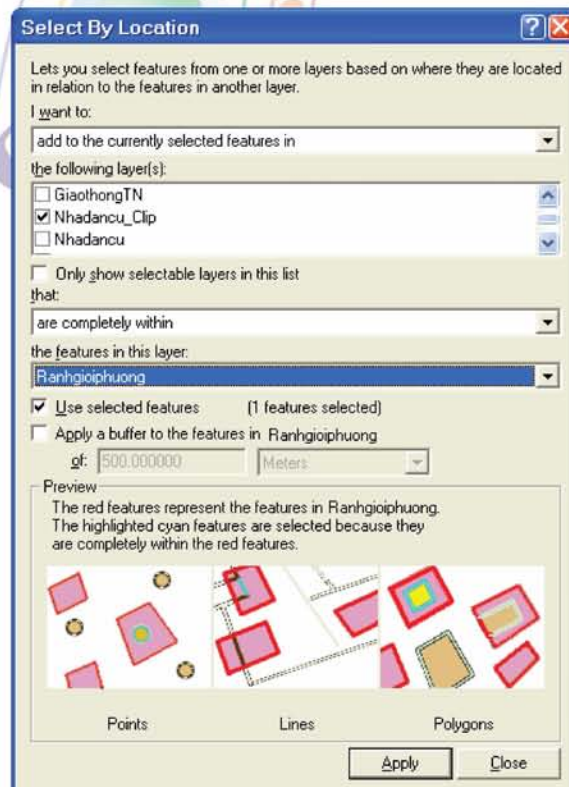 Select By Location
Lets you select features from one or more layers based on where they are located
in relation to the features in another layer.
I want to:
add to the currently selected features in
the following layer(s):
GiaothongTN
Nhadancu_Clip
Nhadancu
Only show selectable layers in this list
that:
are completely within
the features in this layer:
Ranhgioiphuong
Use selected features (1 features selected)
Apply a buffer to the features in Ranhgioiphuong
of: 500.000000 Meters
Preview
The red features represent the features in Ranhgioiphuong.
The highlighted cyan features are selected because they
are completely within the red features.
Points Lines Polygons
Apply Close